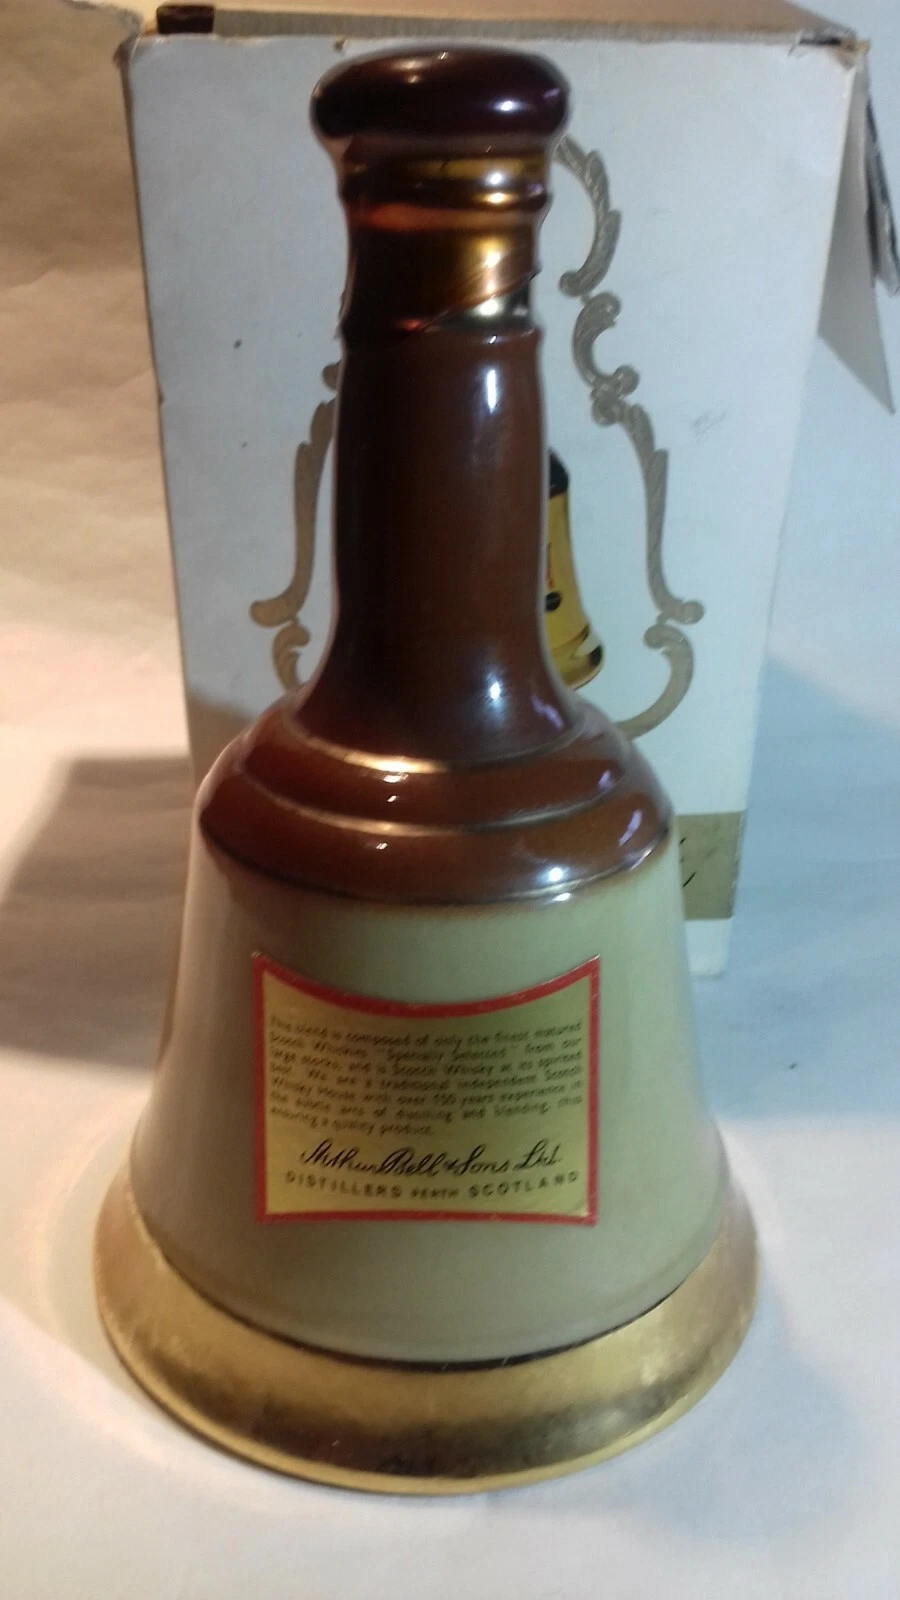 This blend is composed of only the finest matured
Scotch Whiskies "Specially Selected" from our
large stocks, and is Scotch Whisky at its spirited
best. We are a traditional independent Scotch
Whisky House with over 150 years experience in
the subtle arts of distilling and blending, thus
ensuring a quality product.
Arthur Bell & Sons Ltd.
DISTILLERS PERTH SCOTLAND